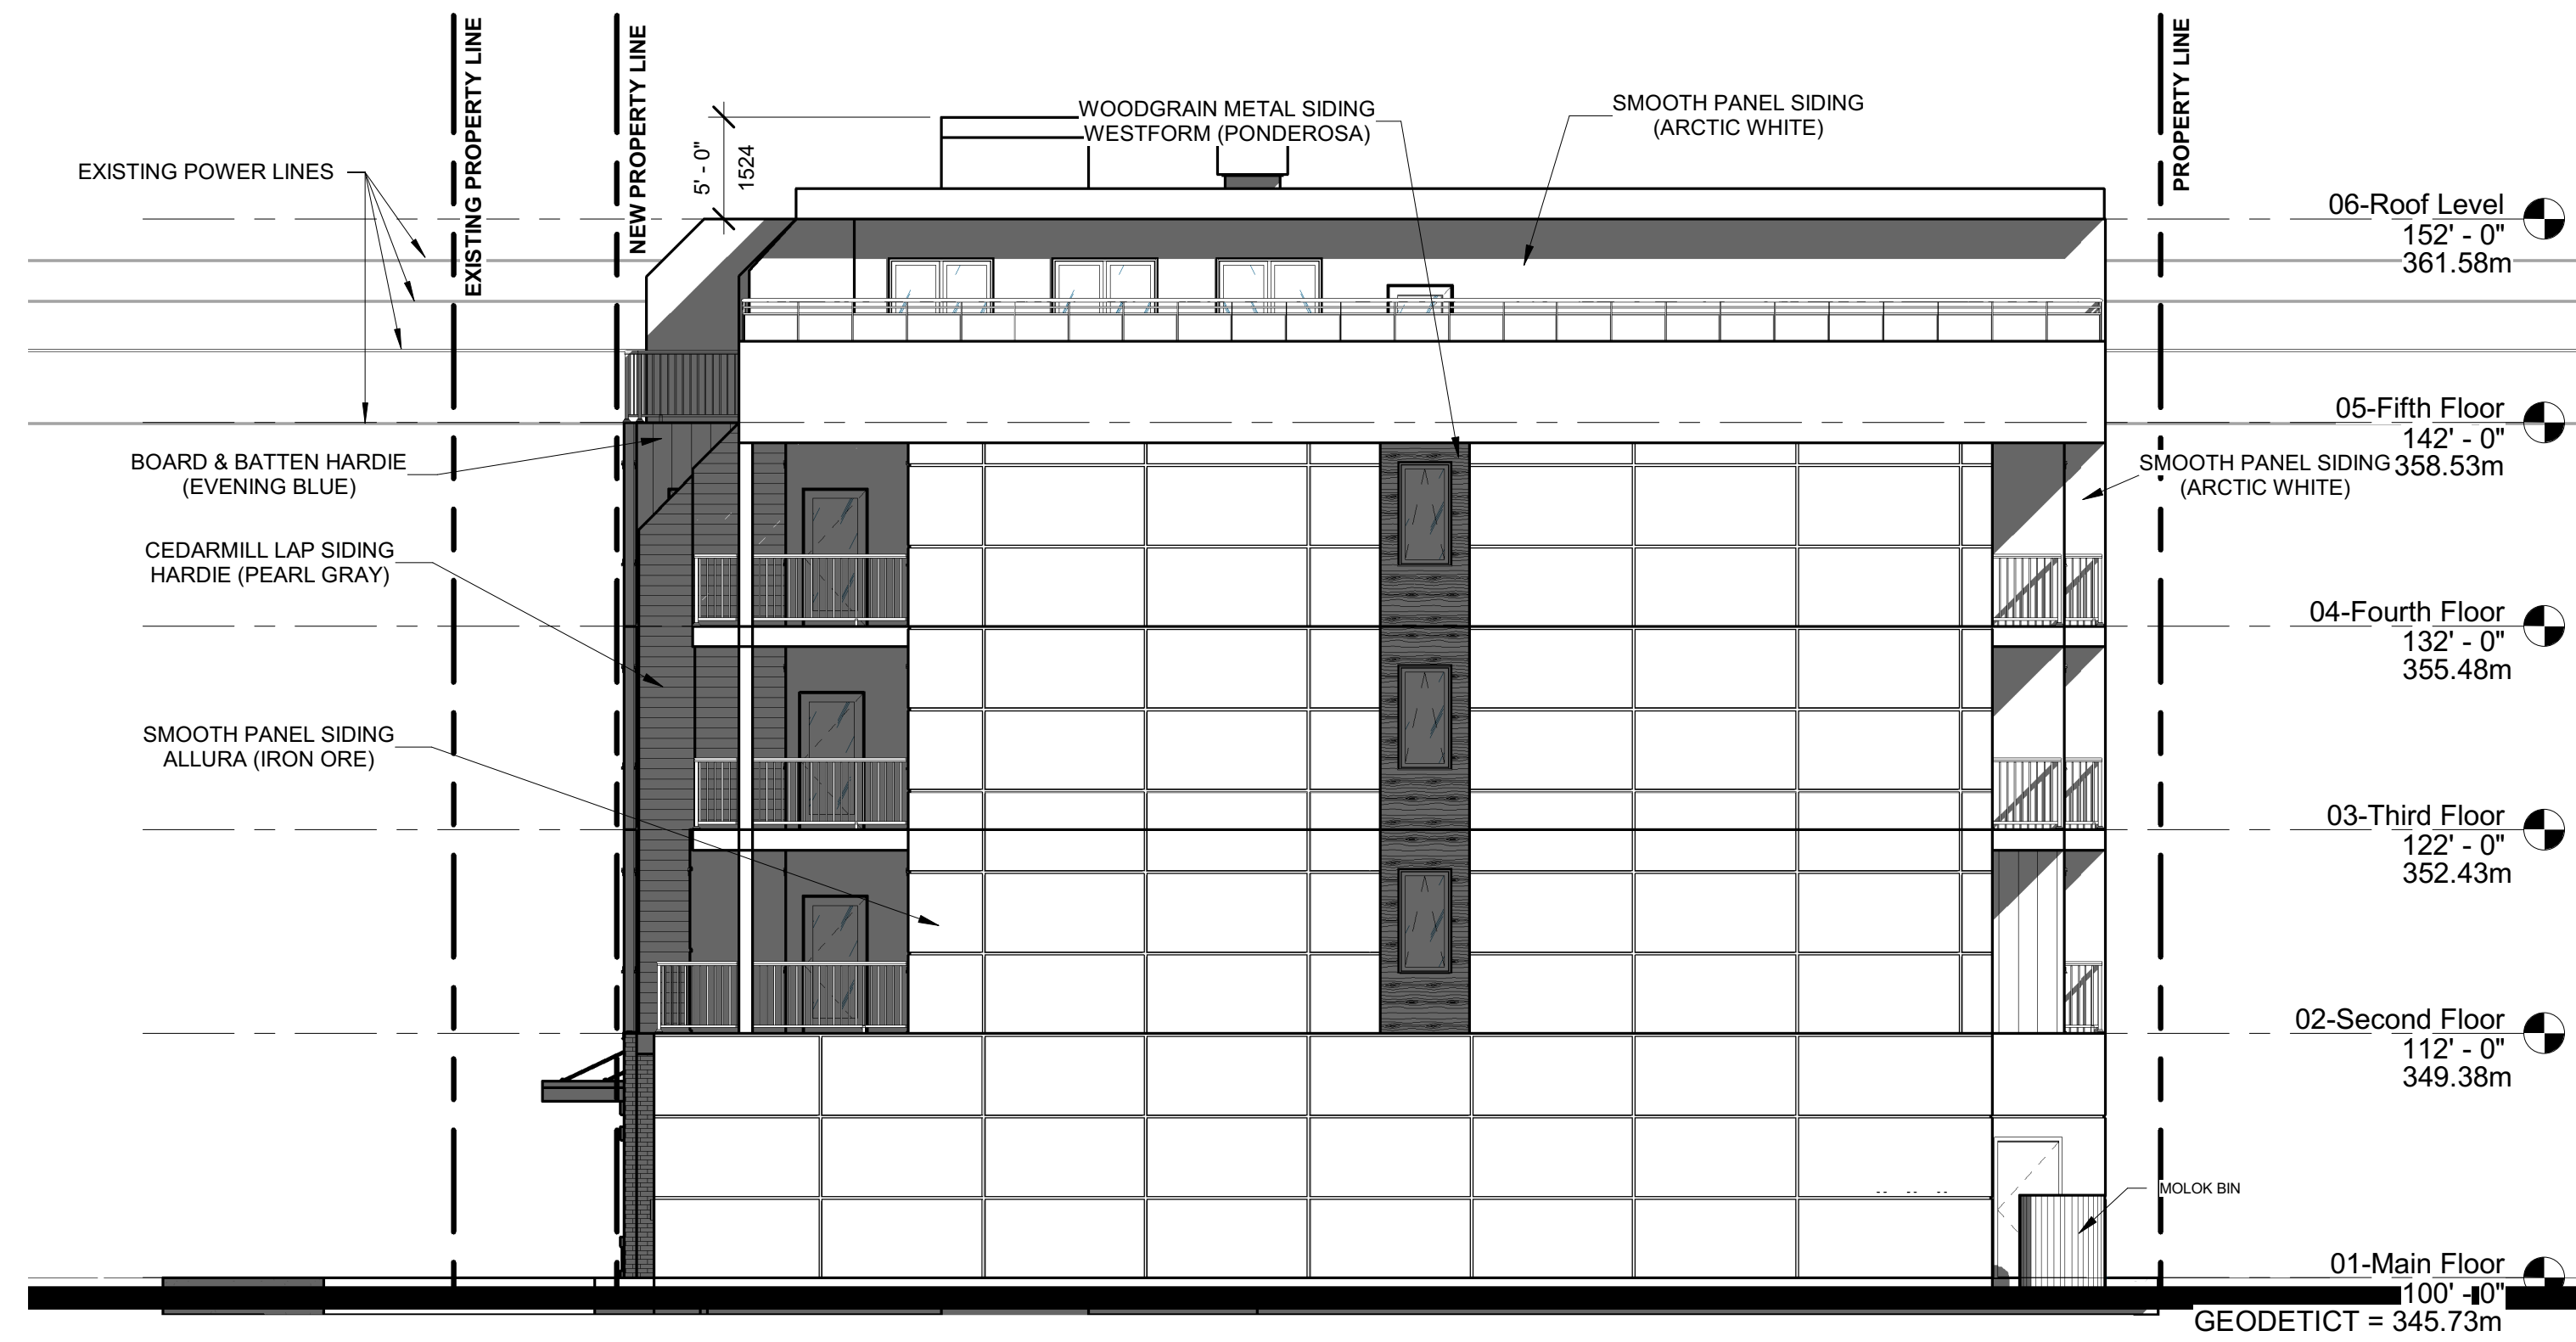 EXISTING PROPERTY LINE
NEW PROPERTY LINE
PROPERTY LINE
WOODGRAIN METAL SIDING
WESTFORM (PONDEROSA)
SMOOTH PANEL SIDING
(ARCTIC WHITE)
5' - 0"
1524
EXISTING POWER LINES
06-Roof Level
152' - 0"
361.58m
05-Fifth Floor
142' - 0"
358.53m
BOARD & BATTEN HARDIE
(EVENING BLUE)
SMOOTH PANEL SIDING
(ARCTIC WHITE)
CEDARMILL LAP SIDING
HARDIE (PEARL GRAY)
04-Fourth Floor
132' - 0"
355.48m
SMOOTH PANEL SIDING
ALLURA (IRON ORE)
03-Third Floor
122' - 0"
352.43m
02-Second Floor
112' - 0"
349.38m
MOLOK BIN
01-Main Floor
100' - 0"
GEODETICT = 345.73m